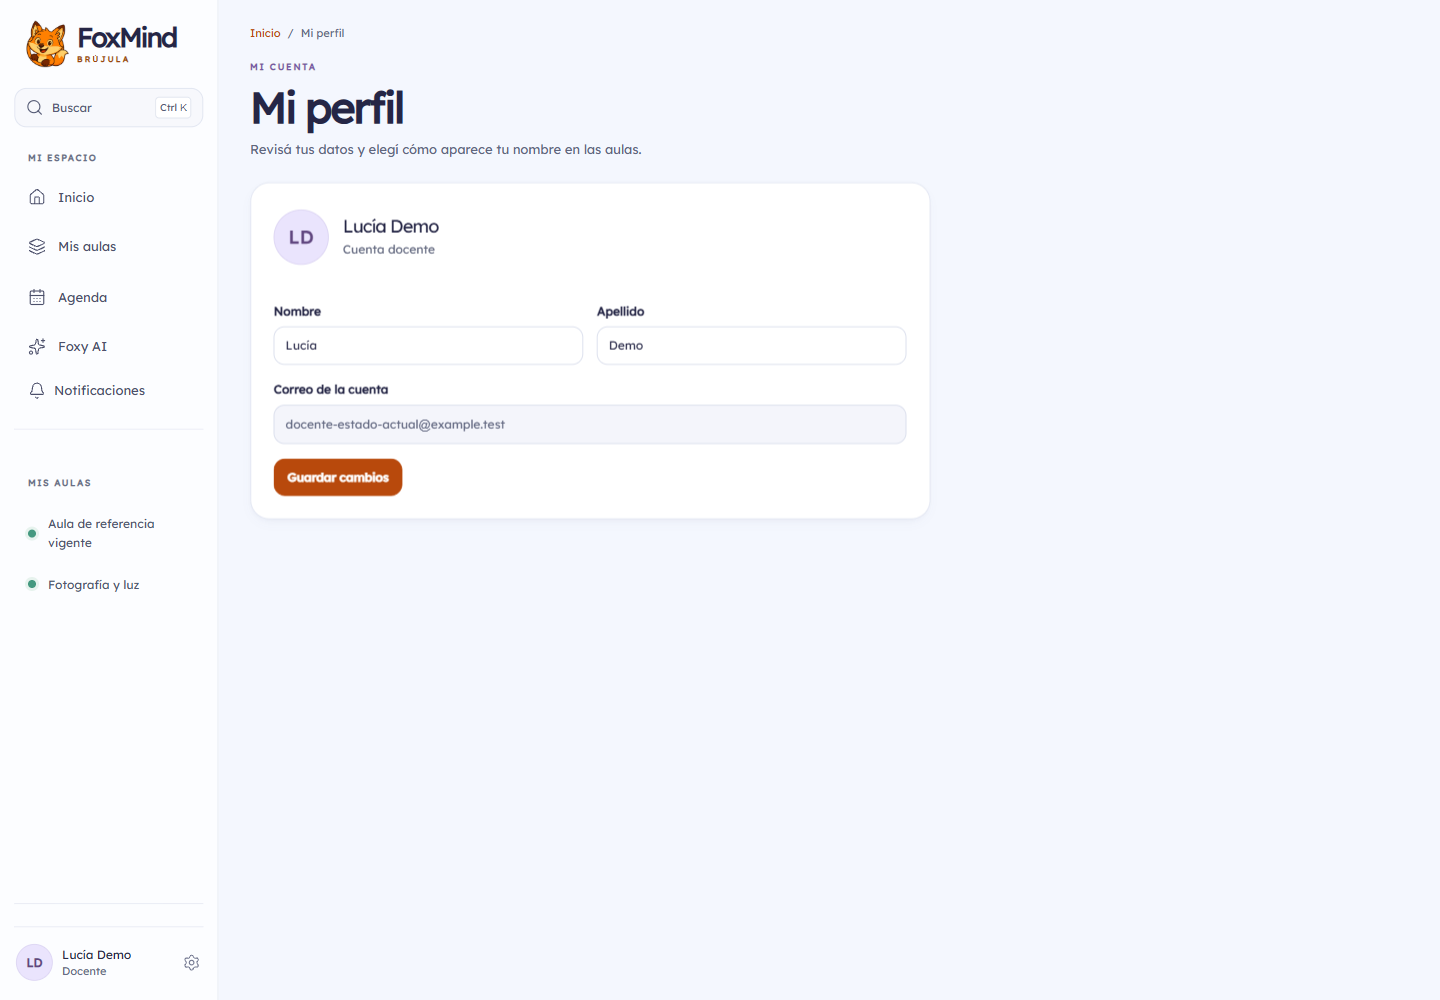 FoxMind
BRÚJULA
Buscar
Ctrl K
MI ESPACIO
Inicio
Mis aulas
Agenda
Foxy AI
Notificaciones
MIS AULAS
Aula de referencia
vigente
Fotografía y luz
LD
Lucía Demo
Docente
Inicio / Mi perfil
MI CUENTA
Mi perfil
Revisá tus datos y elegí cómo aparece tu nombre en las aulas.
LD
Lucía Demo
Cuenta docente
Nombre
Apellido
Lucía
Demo
Correo de la cuenta
docente-estado-actual@example.test
Guardar cambios